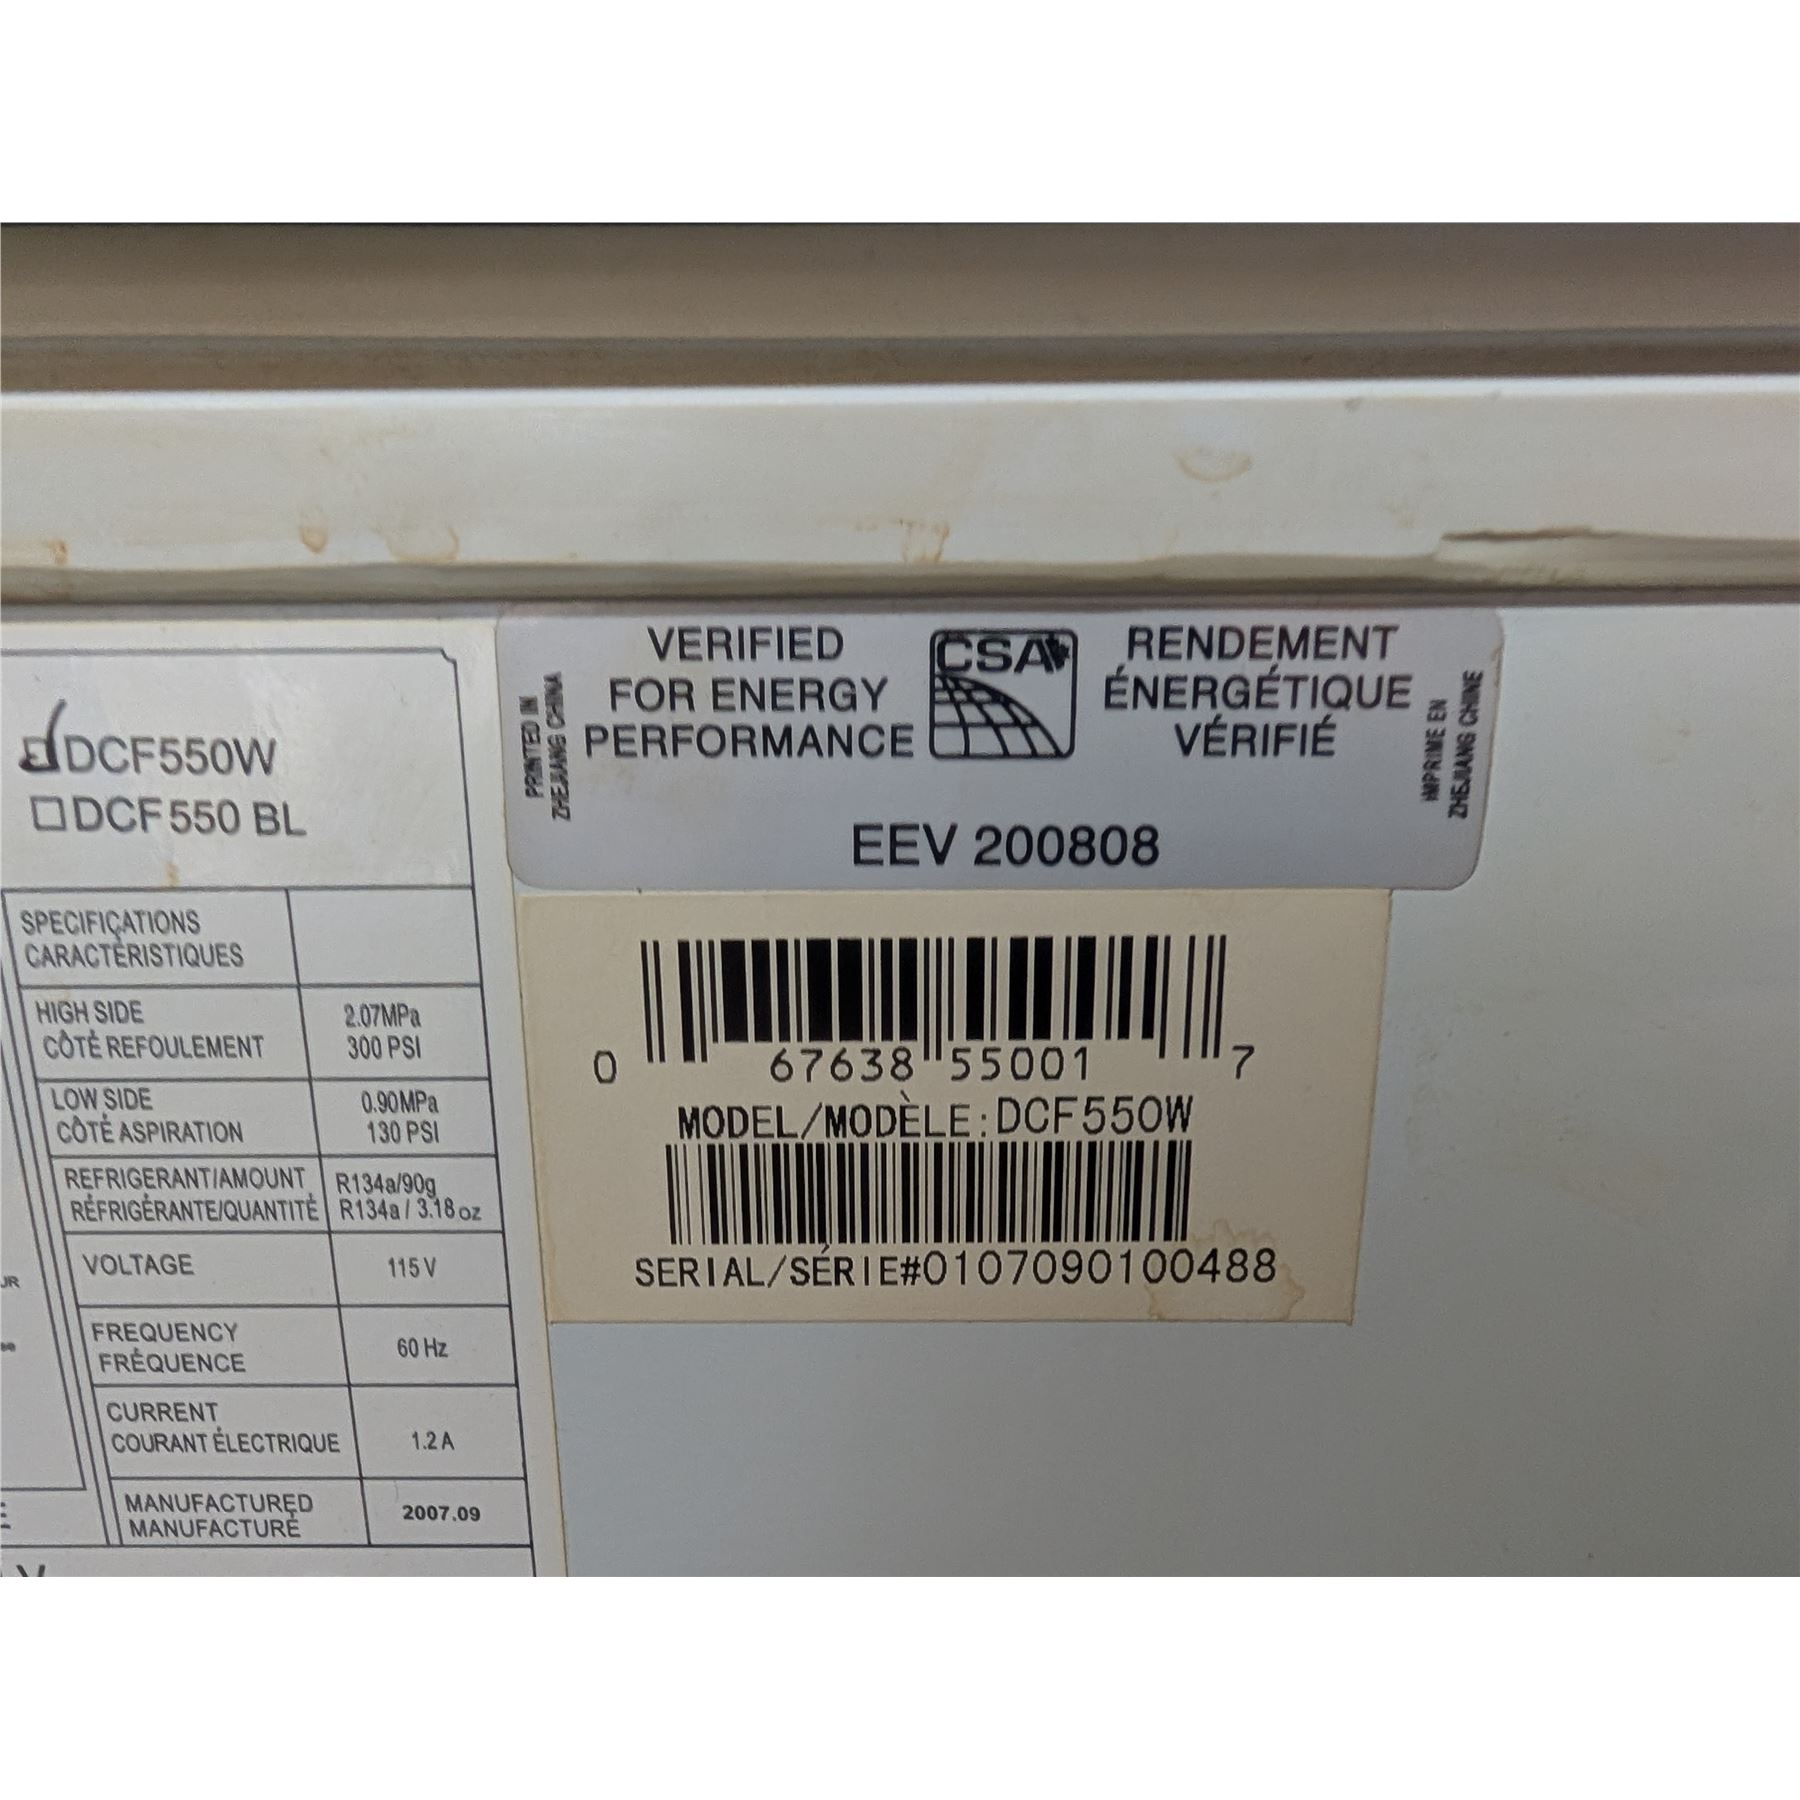 DCF550W
DCF550 BL
SPECIFICATIONS
CARACTÉRISTIQUES
HIGH SIDE
CÔTÉ REFOULEMENT
2.07MPa
300 PSI
LOW SIDE
CÔTÉ ASPIRATION
0.90MPa
130 PSI
REFRIGERANT/AMOUNT
RÉFRIGÉRANTE/QUANTITÉ
R134a/90g
R134a / 3.18 oz
VOLTAGE
115 V
FREQUENCY
FRÉQUENCE
60 Hz
CURRENT
COURANT ÉLECTRIQUE
1.2 A
MANUFACTURED
MANUFACTURÉ
2007.09
PRINTED IN
ZHEJIANG CHINA
VERIFIED
FOR ENERGY
PERFORMANCE
CSA
RENDEMENT
ÉNERGÉTIQUE
VÉRIFIÉ
IMPRIME EN
ZHEJIANG CHINE
EEV 200808
0 67638 55001 7
MODEL/MODÈLE:DCF550W
SERIAL/SÉRIE#0107090100488